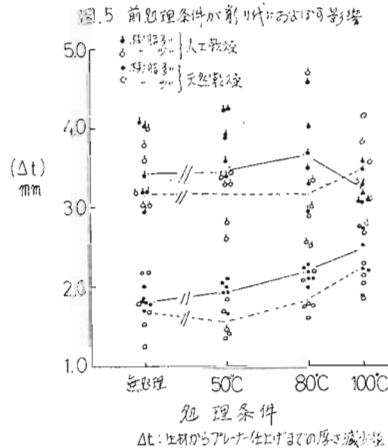 図.5 前処理条件が削り代におよぼす影響
5.0
4.0
3.0
2.0
1.0
(Δt)
mm
人工乾燥
天然乾燥
無処理
50℃
80℃
100℃
処理条件
Δt:生材からプレーナー仕上げまでの厚さ減少量